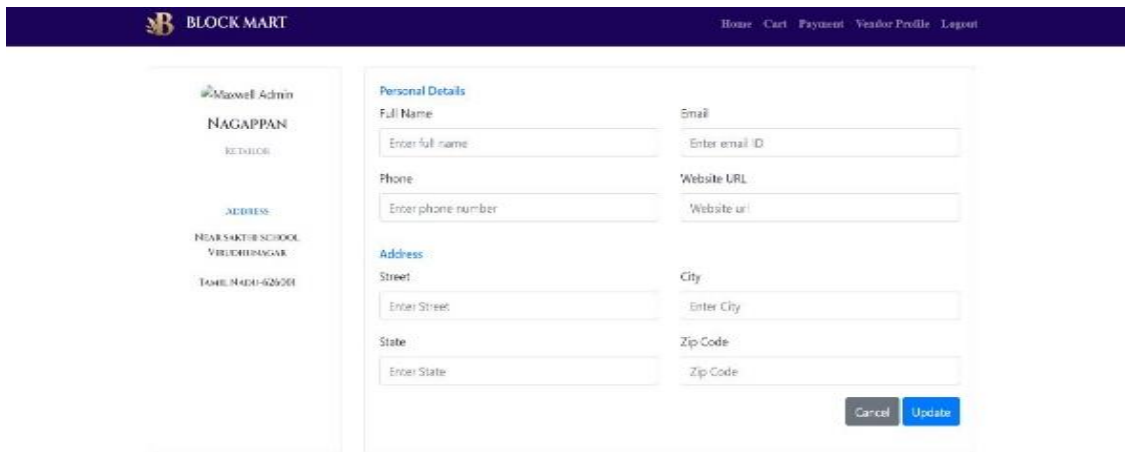 BLOCK MART
Home Cart Payment Vendor Profile Logout
Maxwell Admin
NAGAPPAN
RETAILOR
ADDRESS
NEAR SAKTHI SCHOOL
VIRUDHUNAGAR
TAMIL NADU-626001
Personal Details
Full Name Email
Enter full name Enter email ID
Phone Website URL
Enter phone number Website url
Address
Street City
Enter Street Enter City
State Zip Code
Enter State Zip Code
Cancel Update